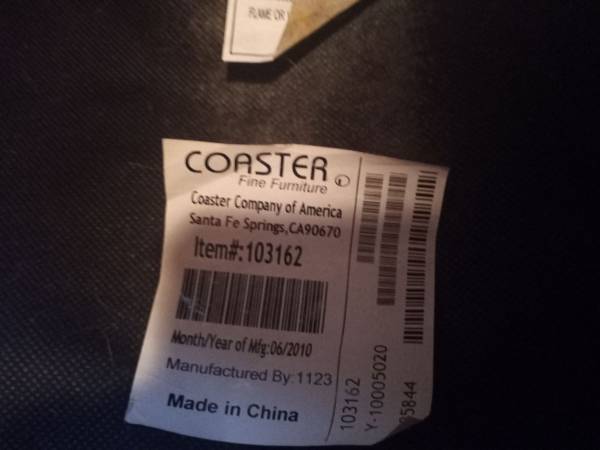 FLAME OR
COASTER
Fine Furniture
Coaster Company of America
Santa Fe Springs,CA90670
Item#:103162
Month/Year of Mfg:06/2010
Manufactured By:1123
Made in China
103162
Y-10005020
5844